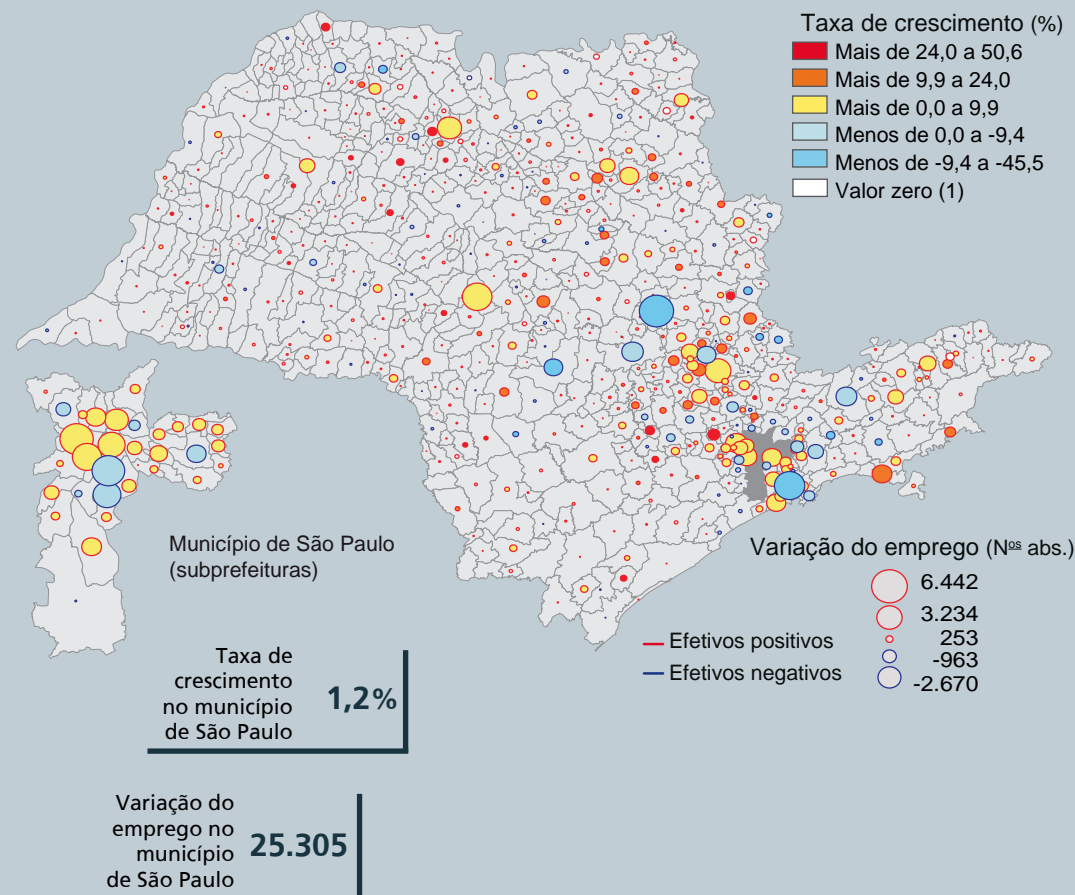 Taxa de crescimento (%)
Mais de 24,0 a 50,6
Mais de 9,9 a 24,0
Mais de 0,0 a 9,9
Menos de 0,0 a -9,4
Menos de -9,4 a -45,5
Valor zero (1)
Município de São Paulo
(subprefeituras)
Variação do emprego (Nºs abs.)
6.442
3.234
253
-963
-2.670
Efetivos positivos
Efetivos negativos
Taxa de
crescimento
no município
de São Paulo
1,2%
Variação do
emprego no
município
de São Paulo
25.305